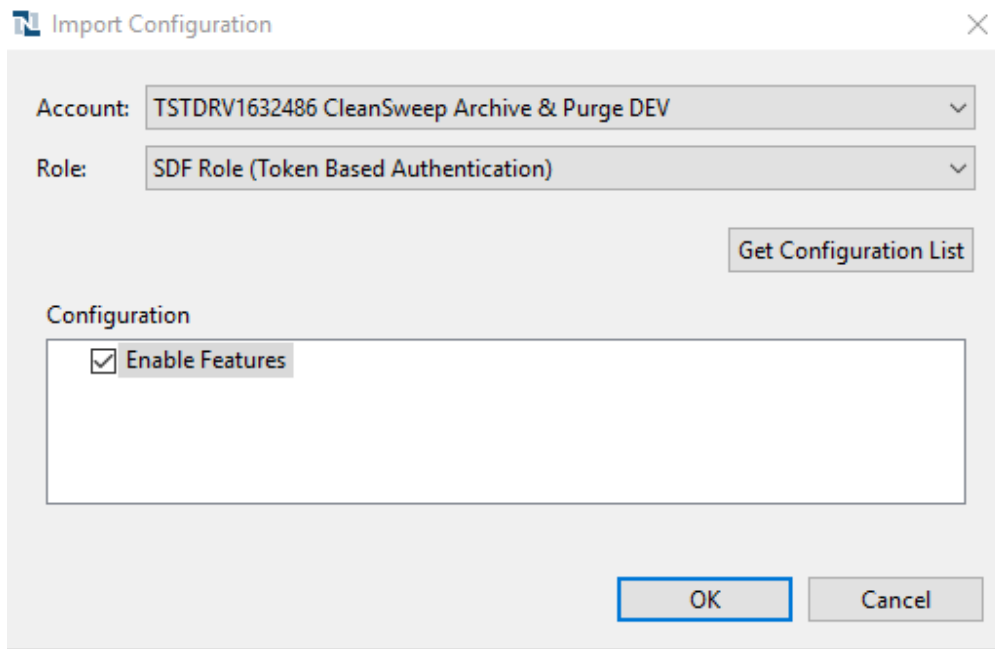 Import Configuration
Account: TSTDRV1632486 CleanSweep Archive & Purge DEV
Role: SDF Role (Token Based Authentication)
Get Configuration List
Configuration
Enable Features
OK Cancel